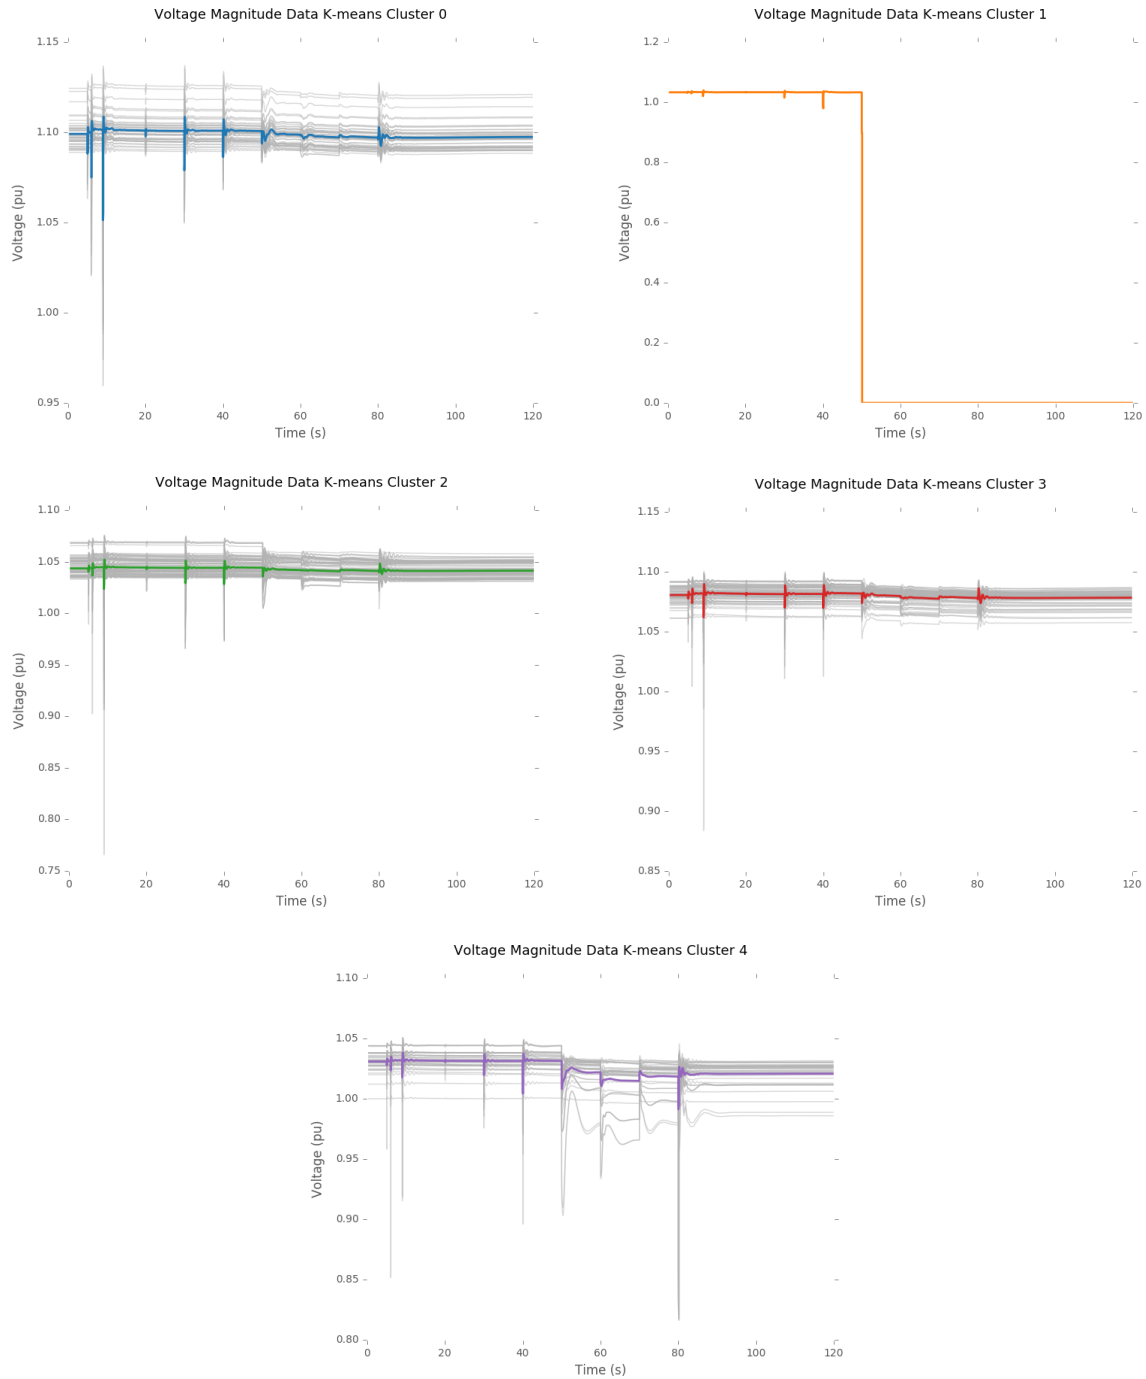 Voltage Magnitude Data K-means Cluster 0
1.15
1.10
1.05
1.00
0.95
Voltage (pu)
0 20 40 60 80 100 120
Time (s)
Voltage Magnitude Data K-means Cluster 1
1.2
1.0
0.8
0.6
0.4
0.2
0.0
Voltage (pu)
0 20 40 60 80 100 120
Time (s)
Voltage Magnitude Data K-means Cluster 2
1.10
1.05
1.00
0.95
0.90
0.85
0.80
0.75
Voltage (pu)
0 20 40 60 80 100 120
Time (s)
Voltage Magnitude Data K-means Cluster 3
1.15
1.10
1.05
1.00
0.95
0.90
0.85
Voltage (pu)
0 20 40 60 80 100 120
Time (s)
Voltage Magnitude Data K-means Cluster 4
1.10
1.05
1.00
0.95
0.90
0.85
0.80
Voltage (pu)
0 20 40 60 80 100 120
Time (s)